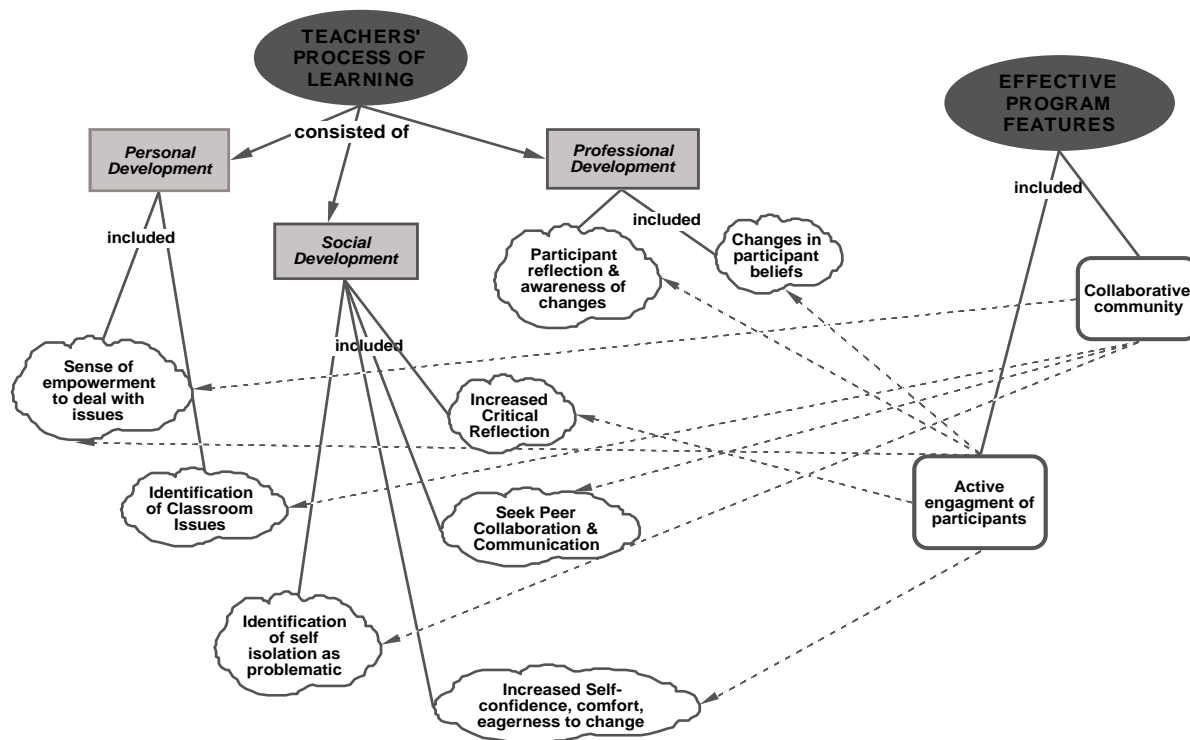 TEACHERS'
PROCESS OF
LEARNING
consisted of
Personal
Development
included
Social
Development
included
Professional
Development
included
Participant
reflection &
awareness of
changes
Changes in
participant
beliefs
EFFECTIVE
PROGRAM
FEATURES
included
Collaborative
community
Sense of
empowerment
to deal with
issues
Increased
Critical
Reflection
Identification
of Classroom
Issues
Seek Peer
Collaboration &
Communication
Active
engagment of
participants
Identification
of self
isolation as
problematic
Increased Self-
confidence, comfort,
eagerness to change